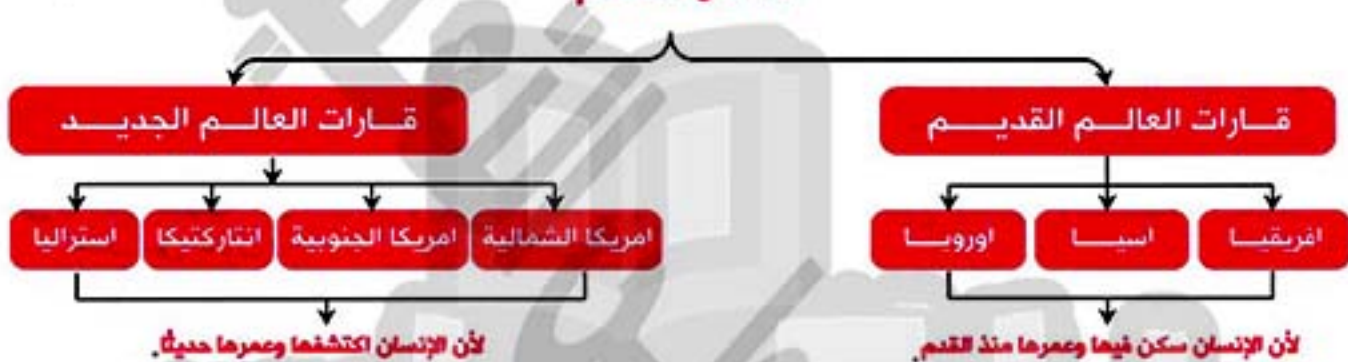 قارات العالم القديم
قارات العالم الجديد
افريقيا
اسيا
اوروبا
امريكا الشمالية
امريكا الجنوبية
انتاركتيكا
استراليا
لأن الإنسان سكن فيها وعمرها منذ القدم.
لأن الإنسان اكتشفها وعمرها حديثًا.